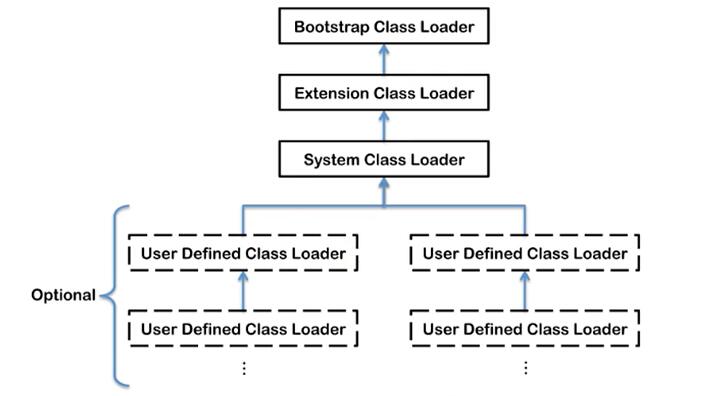 Bootstrap Class Loader
Extension Class Loader
System Class Loader
User Defined Class Loader
User Defined Class Loader
Optional
User Defined Class Loader
User Defined Class Loader
⋮
⋮